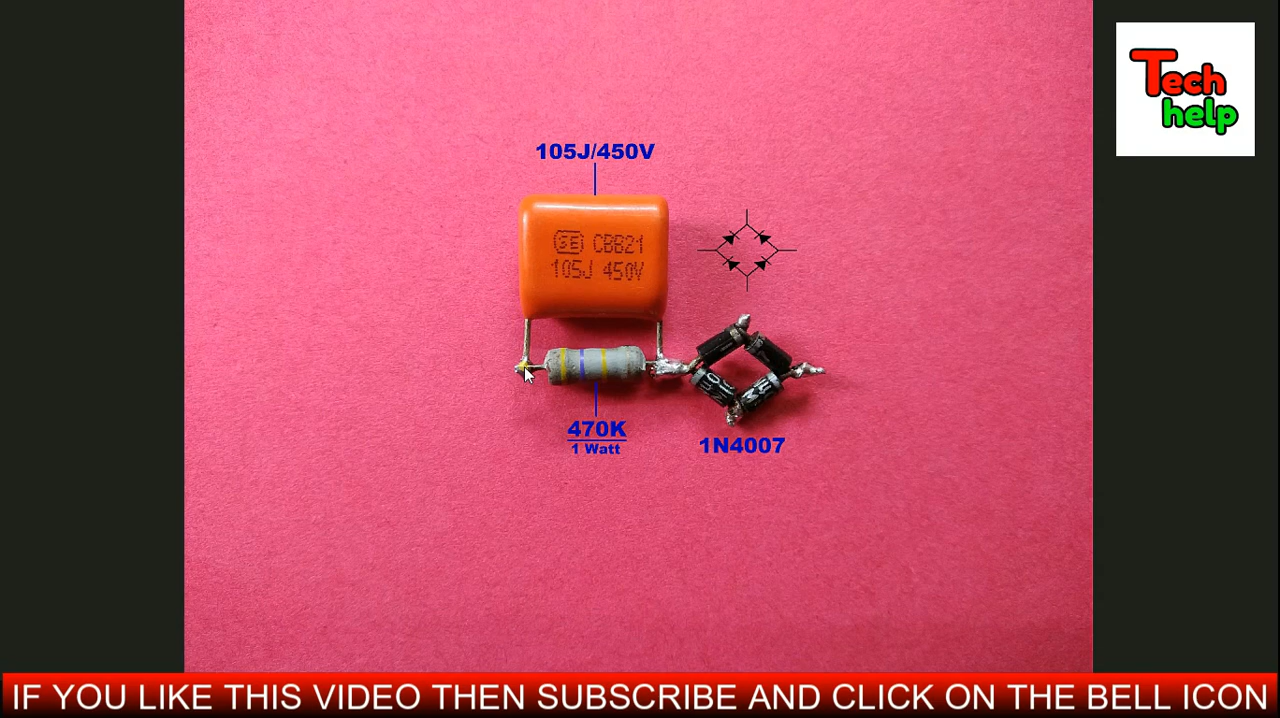 Tech
help
105J/450V
SE CBB21
105J 450V
470K
1 Watt
1N4007
IF YOU LIKE THIS VIDEO THEN SUBSCRIBE AND CLICK ON THE BELL ICON